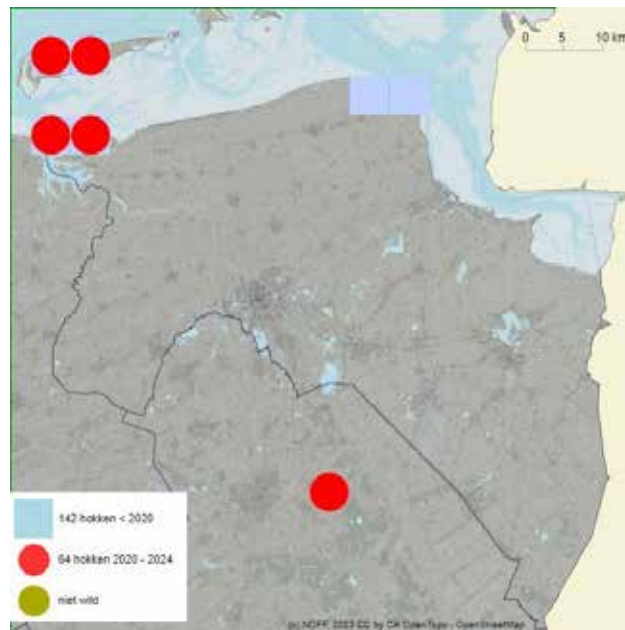 0 5 10 km
142 hokken < 2020
64 hokken 2020 - 2024
niet wild
(c) NDFF, 2023 CC by CA OpenTopo - OpenStreetMap